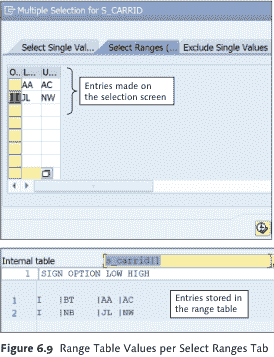 Multiple Selection for S_CARRID
Select Single Val... Select Ranges (... Exclude Single Values
O.. L... U...
AA AC
JL NW
Entries made on
the selection screen
Internal table s_carrid[]
1 SIGN OPTION LOW HIGH
1 I |BT |AA |AC
2 I |NB |JL |NW
Entries stored in
the range table
Figure 6.9 Range Table Values per Select Ranges Tab